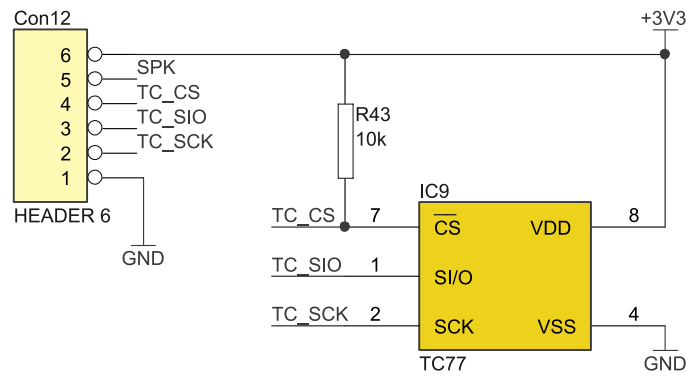 Con12
+3V3
6
5
SPK
4
TC_CS
3
TC_SIO
2
TC_SCK
1
HEADER 6
GND
R43
10k
IC9
TC_CS
7
CS
VDD
8
TC_SIO
1
SI/O
TC_SCK
2
SCK
VSS
4
TC77
GND